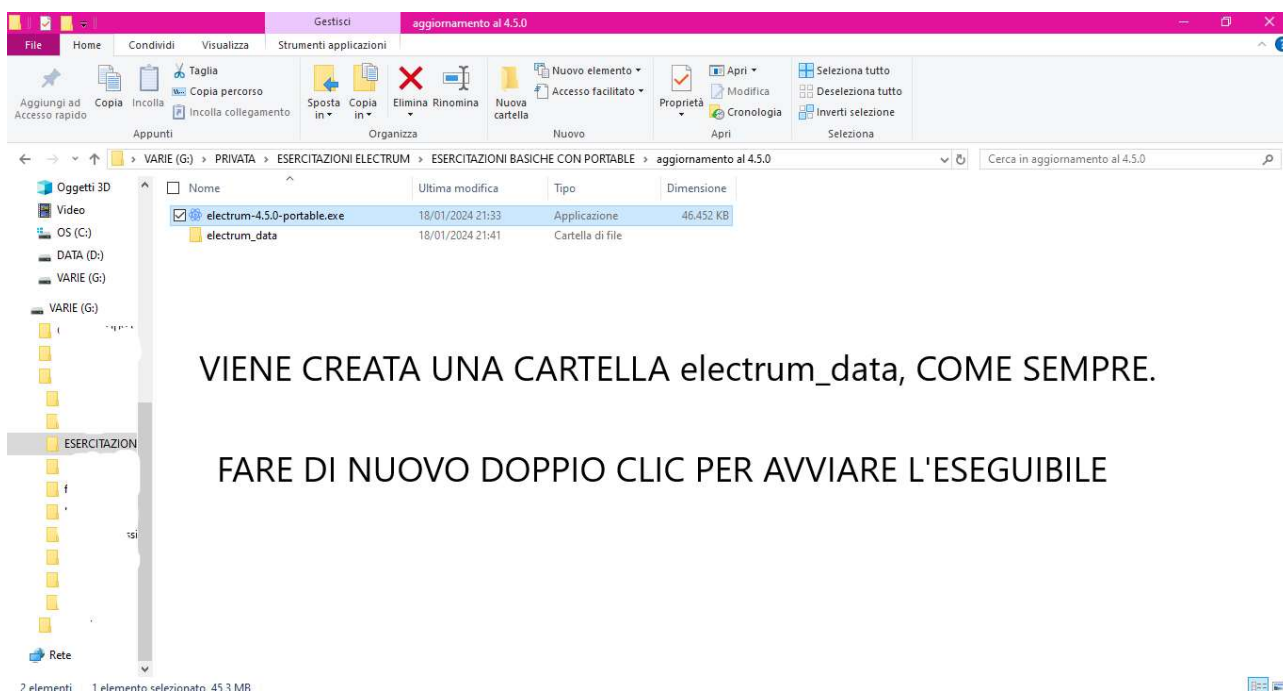 Gestisci
aggiornamento al 4.5.0
File
Home
Condividi
Visualizza
Strumenti applicazioni
Aggiungi ad
Accesso rapido
Copia
Incolla
Taglia
Copia percorso
Incolla collegamento
Appunti
Sposta
in
Copia
in
Elimina
Rinomina
Organizza
Nuova
cartella
Nuovo elemento
Accesso facilitato
Nuovo
Proprietà
Apri
Modifica
Cronologia
Apri
Seleziona tutto
Deseleziona tutto
Inverti selezione
Seleziona
VARIE (G:) > PRIVATA > ESERCITAZIONI ELECTRUM > ESERCITAZIONI BASICHE CON PORTABLE > aggiornamento al 4.5.0
Cerca in aggiornamento al 4.5.0
Oggetti 3D
Video
OS (C:)
DATA (D:)
VARIE (G:)
VARIE (G:)
ESERCITAZION
f
ssi
Rete
Nome
Ultima modifica
Tipo
Dimensione
electrum-4.5.0-portable.exe
18/01/2024 21:33
Applicazione
46.452 KB
electrum_data
18/01/2024 21:41
Cartella di file
VIENE CREATA UNA CARTELLA electrum_data, COME SEMPRE.
FARE DI NUOVO DOPPIO CLIC PER AVVIARE L'ESEGUIBILE
2 elementi
1 elemento selezionato 45,3 MB